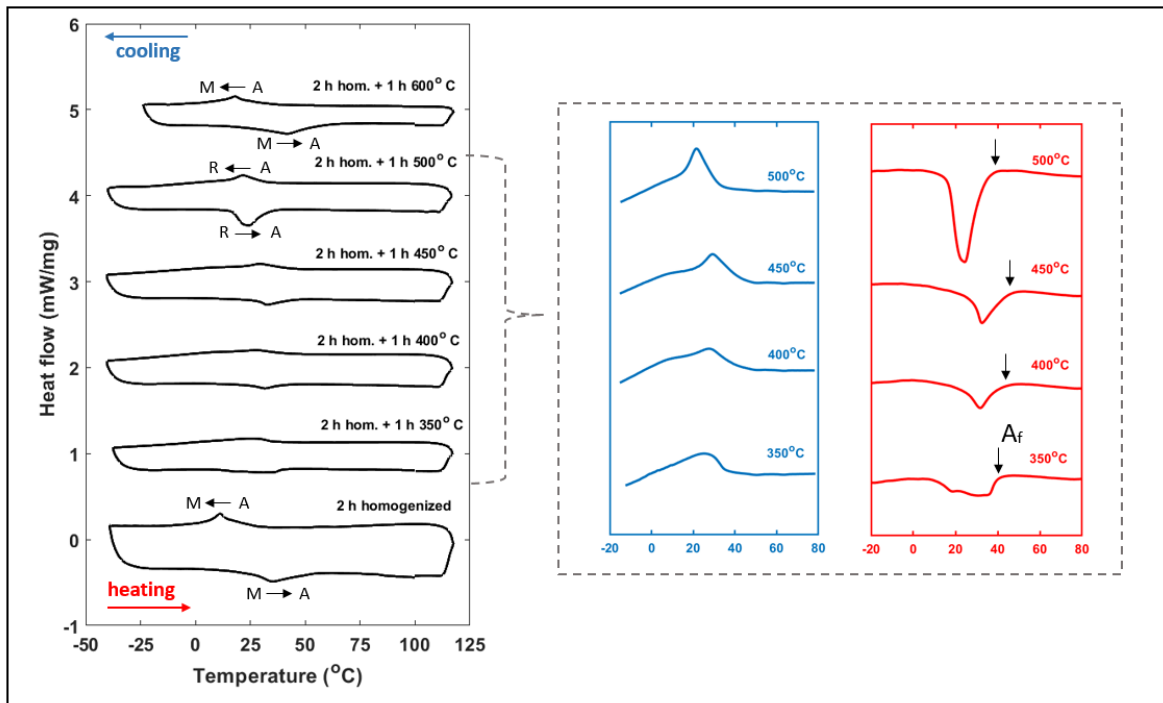 cooling
2 h hom. + 1 h 600° C
M ← A
M → A
2 h hom. + 1 h 500° C
R ← A
R → A
2 h hom. + 1 h 450° C
2 h hom. + 1 h 400° C
2 h hom. + 1 h 350° C
2 h homogenized
M ← A
M → A
heating
6
5
4
3
2
1
0
-1
Heat flow (mW/mg)
-50 -25 0 25 50 75 100 125
Temperature (°C)
500°C
450°C
400°C
350°C
-20 0 20 40 60 80
500°C
450°C
400°C
Af
350°C
-20 0 20 40 60 80